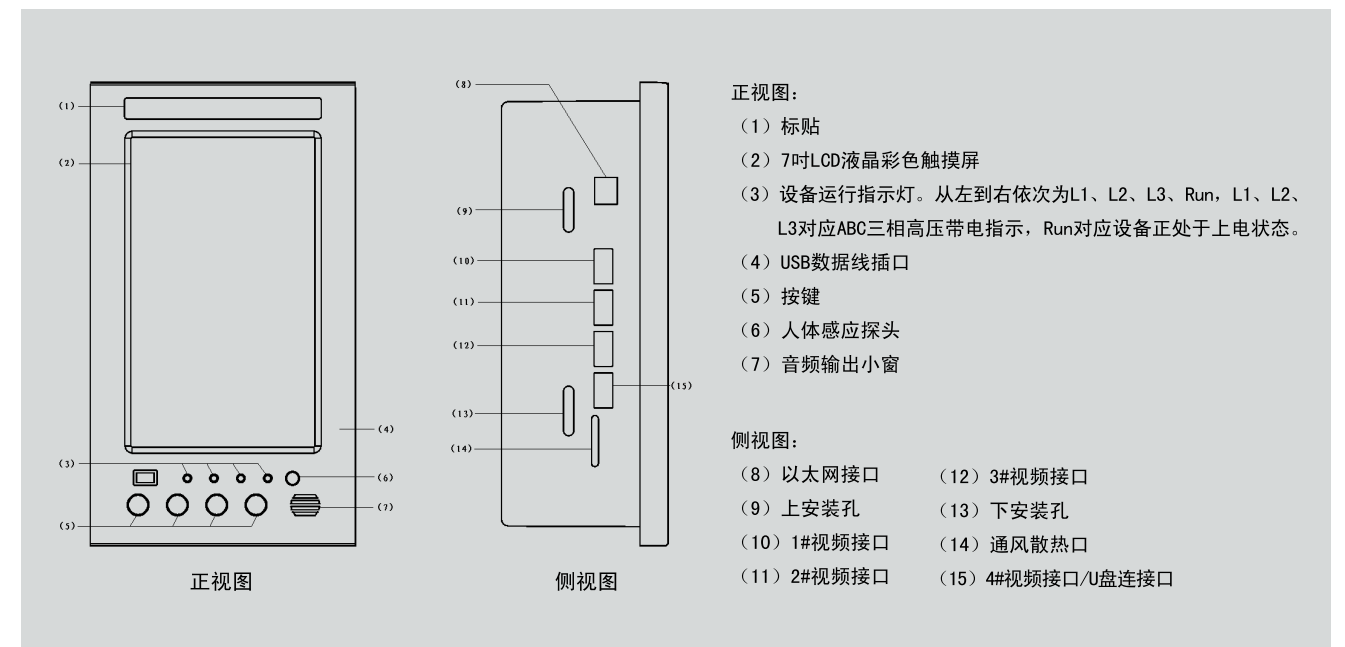 (1)
(2)
(3)
(4)
(5)
(6)
(7)
正视图
(8)
(9)
(10)
(11)
(12)
(13)
(14)
(15)
侧视图
正视图：
（1）标贴
（2）7吋LCD液晶彩色触摸屏
（3）设备运行指示灯。从左到右依次为L1、L2、L3、Run，L1、L2、
L3对应ABC三相高压带电指示，Run对应设备正处于上电状态。
（4）USB数据线插口
（5）按键
（6）人体感应探头
（7）音频输出小窗
侧视图：
（8）以太网接口
（9）上安装孔
（10）1#视频接口
（11）2#视频接口
（12）3#视频接口
（13）下安装孔
（14）通风散热口
（15）4#视频接口/U盘连接口